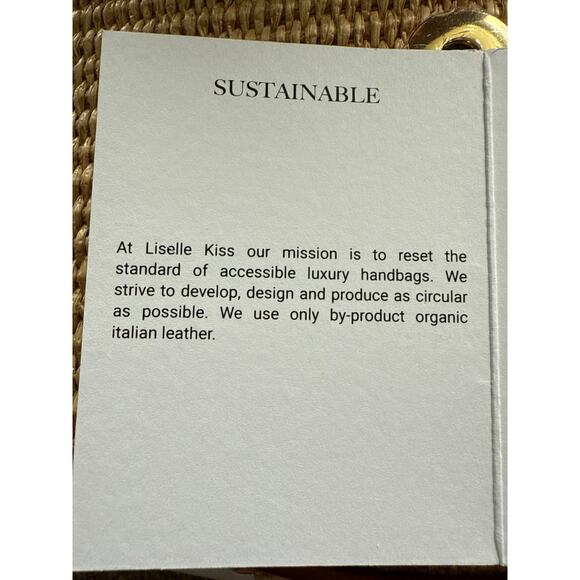 SUSTAINABLE
At Liselle Kiss our mission is to reset the
standard of accessible luxury handbags. We
strive to develop, design and produce as circular
as possible. We use only by-product organic
italian leather.